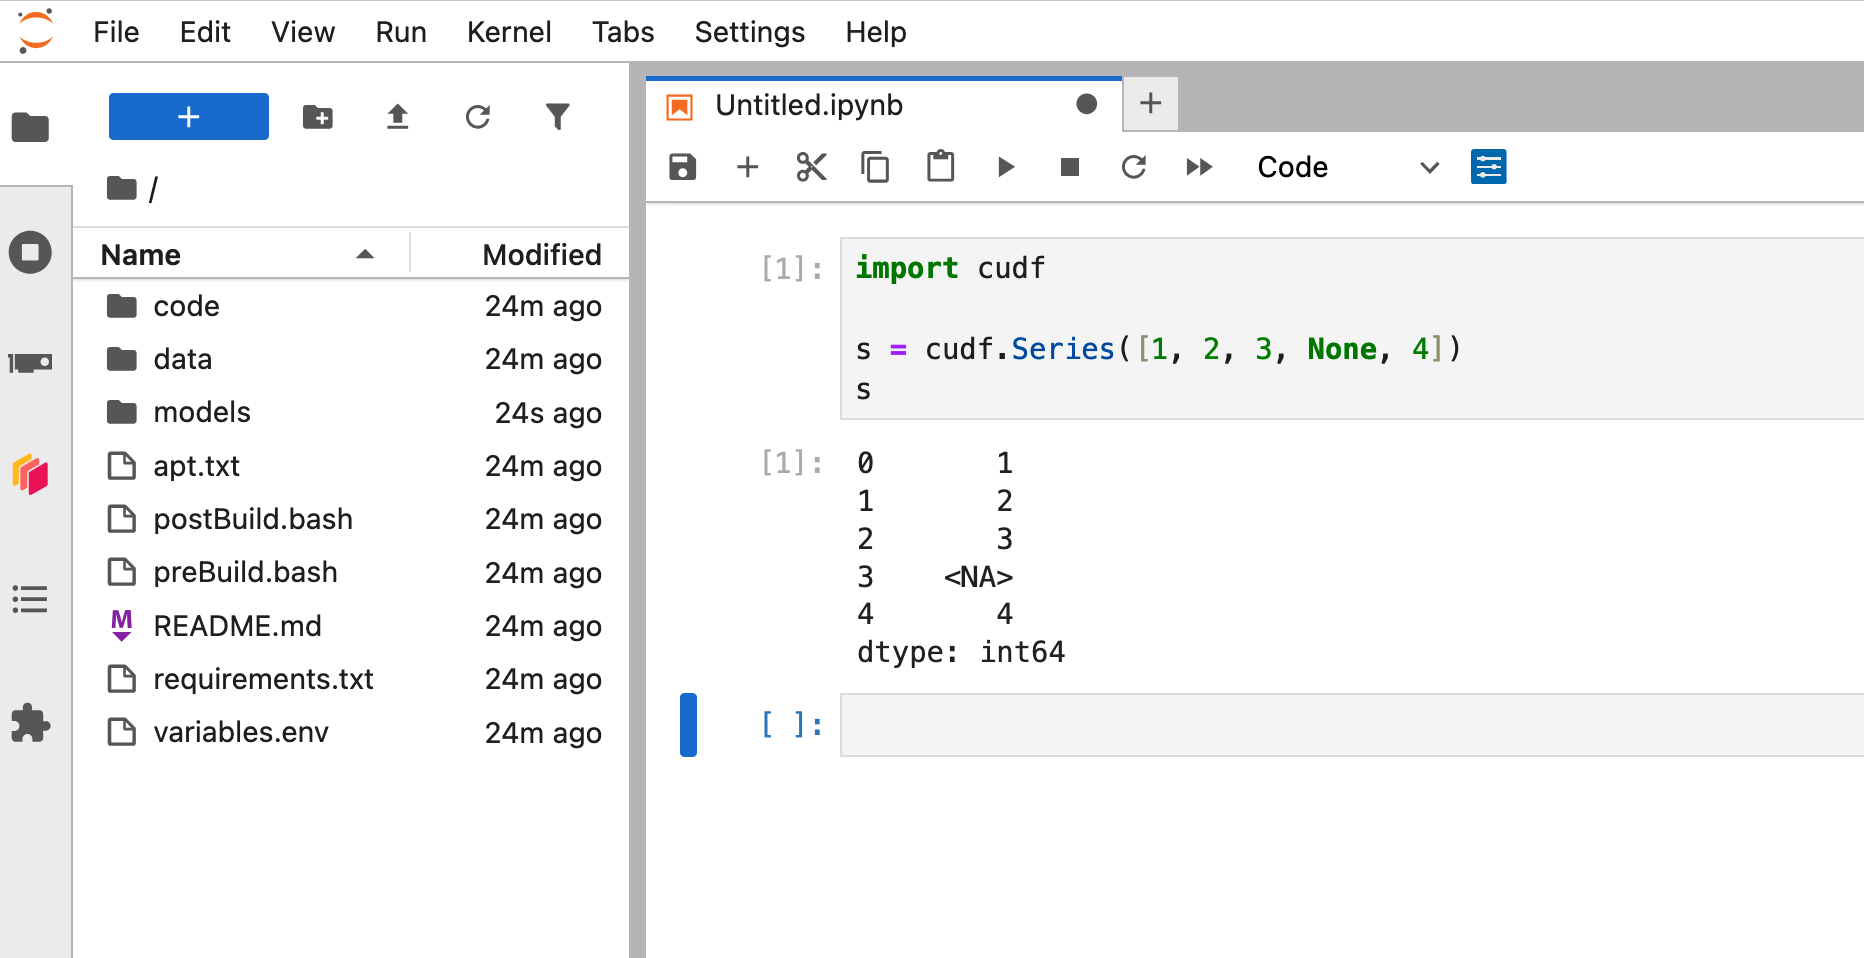 File Edit View Run Kernel Tabs Settings Help
Untitled.ipynb
Code
/
Name Modified
code 24m ago
data 24m ago
models 24s ago
apt.txt 24m ago
postBuild.bash 24m ago
preBuild.bash 24m ago
README.md 24m ago
requirements.txt 24m ago
variables.env 24m ago
[1]: import cudf
s = cudf.Series([1, 2, 3, None, 4])
s
[1]: 0 1
1 2
2 3
3 <NA>
4 4
dtype: int64
[ ]: